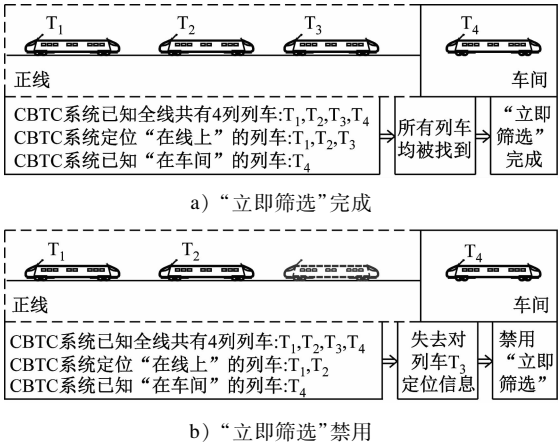 T₁ T₂ T₃ T₄
正线 车间
CBTC系统已知全线共有4列列车:T₁,T₂,T₃,T₄
CBTC系统定位“在线上”的列车:T₁,T₂,T₃
CBTC系统已知“在车间”的列车:T₄
所有列车
均被找到
“立即
筛选”
完成
a)“立即筛选”完成
T₁ T₂ T₄
正线 车间
CBTC系统已知全线共有4列列车:T₁,T₂,T₃,T₄
CBTC系统定位“在线上”的列车:T₁,T₂
CBTC系统已知“在车间”的列车:T₄
失去对
列车T₃
定位信息
禁用
“立即
筛选”
b)“立即筛选”禁用